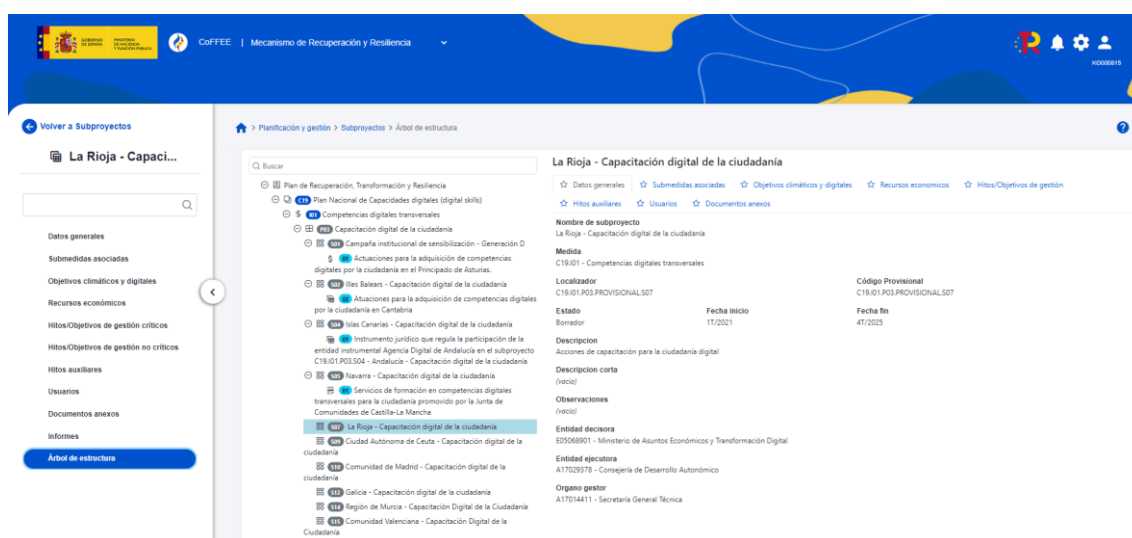 GOBIERNO DE ESPAÑA
MINISTERIO DE HACIENDA Y FUNCIÓN PÚBLICA
CoFFEE | Mecanismo de Recuperación y Resiliencia
KG000815
Volver a Subproyectos
La Rioja - Capaci...
Datos generales
Submedidas asociadas
Objetivos climáticos y digitales
Recursos económicos
Hitos/Objetivos de gestión críticos
Hitos/Objetivos de gestión no críticos
Hitos auxiliares
Usuarios
Documentos anexos
Informes
Árbol de estructura
> Planificación y gestión > Subproyectos > Árbol de estructura
Buscar
Plan de Recuperación, Transformación y Resiliencia
C19 Plan Nacional de Capacidades digitales (digital skills)
I01 Competencias digitales transversales
P03 Capacitación digital de la ciudadanía
S01 Campaña institucional de sensibilización - Generación D
01 Actuaciones para la adquisición de competencias
digitales por la ciudadanía en el Principado de Asturias.
S02 Illes Balears - Capacitación digital de la ciudadanía
02 Atuaciones para la adquisición de competencias digitales
por la ciudadanía en Cantabria
S04 Islas Canarias - Capacitación digital de la ciudadanía
01 Instrumento jurídico que regula la participación de la
entidad instrumental Agencia Digital de Andalucía en el subproyecto
C19.I01.P03.S04 - Andalucía - Capacitación digital de la ciudadanía
S05 Navarra - Capacitación digital de la ciudadanía
01 Servicios de formación en competencias digitales
transversales para la ciudadanía promovido por la Junta de
Comunidades de Castilla-La Mancha
S07 La Rioja - Capacitación digital de la ciudadanía
S09 Ciudad Autónoma de Ceuta - Capacitación digital de la
ciudadanía
S10 Comunidad de Madrid - Capacitación digital de la
ciudadanía
S12 Galicia - Capacitación digital de la ciudadanía
S14 Región de Murcia - Capacitación Digital de la Ciudadanía
S15 Comunidad Valenciana - Capacitación Digital de la
Ciudadanía
La Rioja - Capacitación digital de la ciudadanía
Datos generales Submedidas asociadas Objetivos climáticos y digitales Recursos economicos Hitos/Objetivos de gestión
Hitos auxiliares Usuarios Documentos anexos
Nombre de subproyecto
La Rioja - Capacitación digital de la ciudadanía
Medida
C19.I01 - Competencias digitales transversales
Localizador Código Provisional
C19.I01.P03.PROVISIONAL.S07 C19.I01.P03.PROVISIONAL.S07
Estado Fecha inicio Fecha fin
Borrador 1T/2021 4T/2025
Descripcion
Acciones de capacitación para la ciudadanía digital
Descripcion corta
(vacio)
Observaciones
(vacio)
Entidad decisora
E05068901 - Ministerio de Asuntos Económicos y Transformación Digital
Entidad ejecutora
A17029378 - Consejería de Desarrollo Autonómico
Organo gestor
A17014411 - Secretaría General Técnica